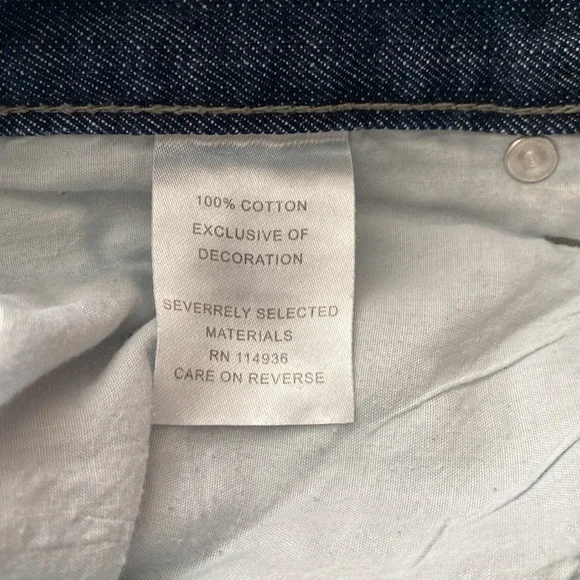 100% COTTON
EXCLUSIVE OF
DECORATION
SEVERRELY SELECTED
MATERIALS
RN 114936
CARE ON REVERSE